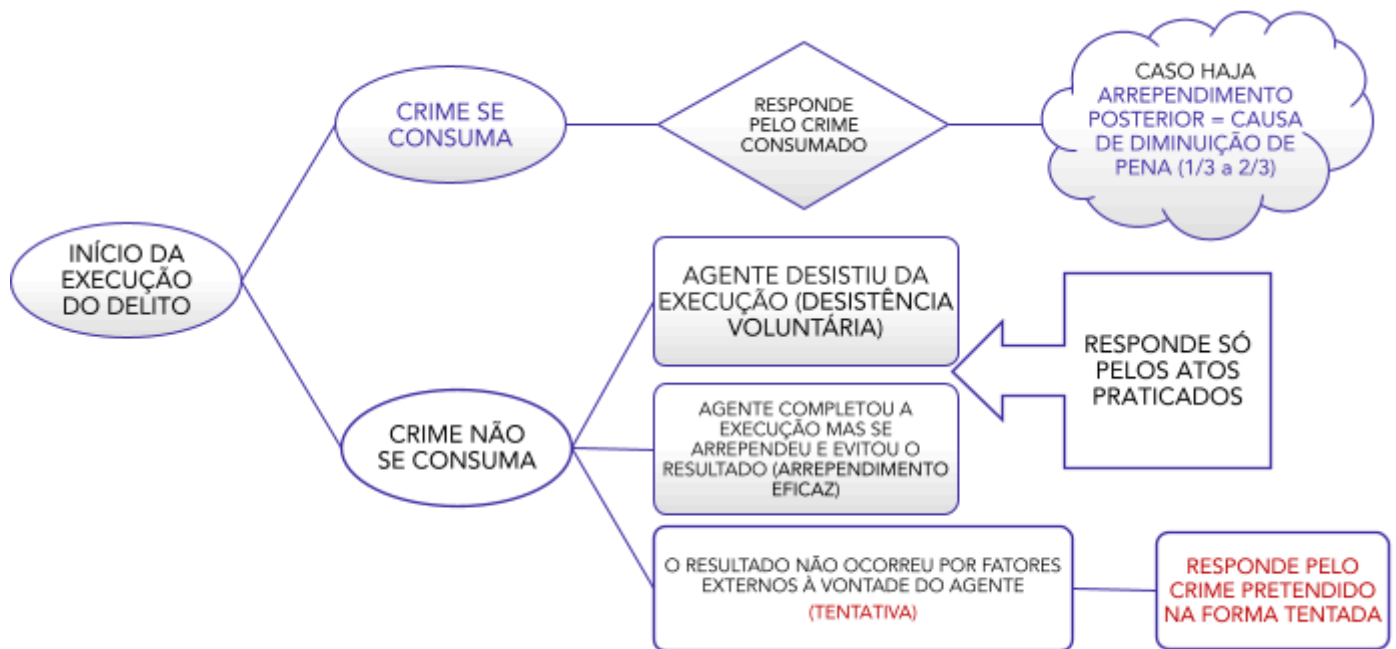 CRIME SE
CONSUMA
RESPONDE
PELO CRIME
CONSUMADO
CASO HAJA
ARREPENDIMENTO
POSTERIOR = CAUSA
DE DIMINUIÇÃO DE
PENA (1/3 a 2/3)
INÍCIO DA
EXECUÇÃO
DO DELITO
CRIME NÃO
SE CONSUMA
AGENTE DESISTIU DA
EXECUÇÃO (DESISTÊNCIA
VOLUNTÁRIA)
AGENTE COMPLETOU A
EXECUÇÃO MAS SE
ARREPENDEU E EVITOU O
RESULTADO (ARREPENDIMENTO
EFICAZ)
RESPONDE SÓ
PELOS ATOS
PRATICADOS
O RESULTADO NÃO OCORREU POR FATORES
EXTERNOS À VONTADE DO AGENTE
(TENTATIVA)
RESPONDE PELO
CRIME PRETENDIDO
NA FORMA TENTADA